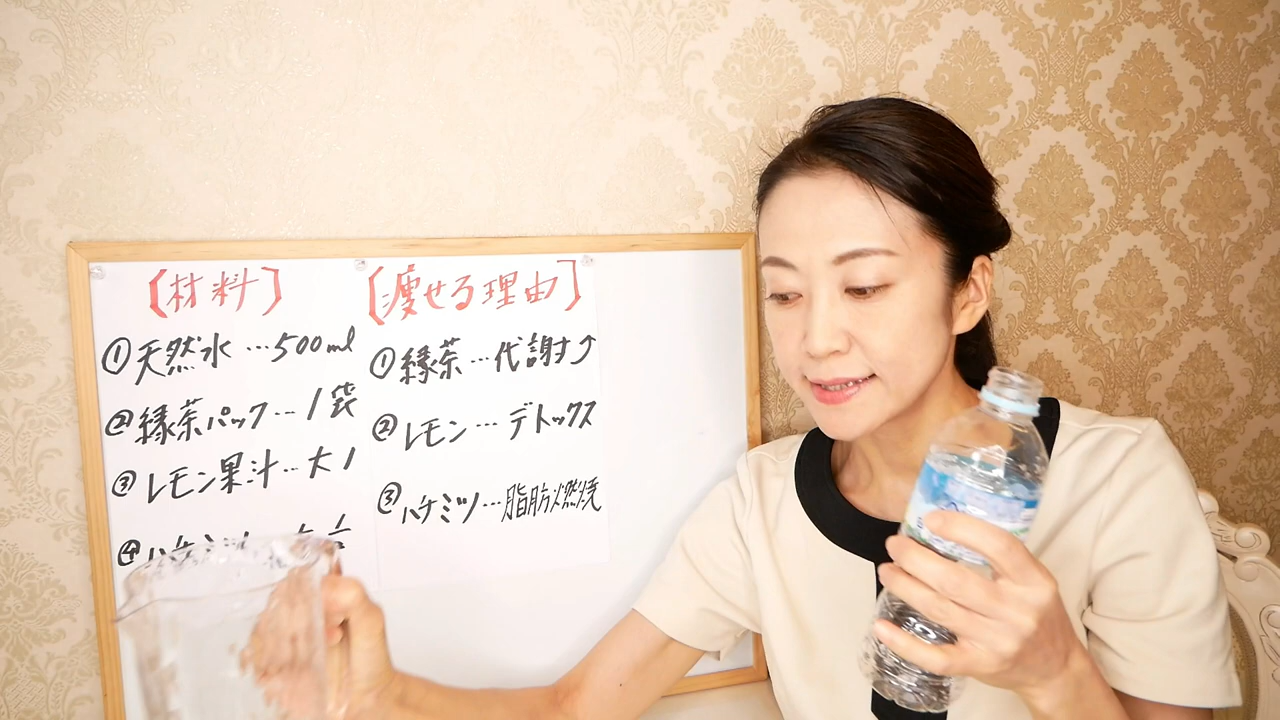 【材料】
①天然水…500ml
②緑茶パック…1袋
③レモン果汁…大1
④
【痩せる理由】
①緑茶…代謝⤴
②レモン…デトックス
③ハチミツ…脂肪燃焼